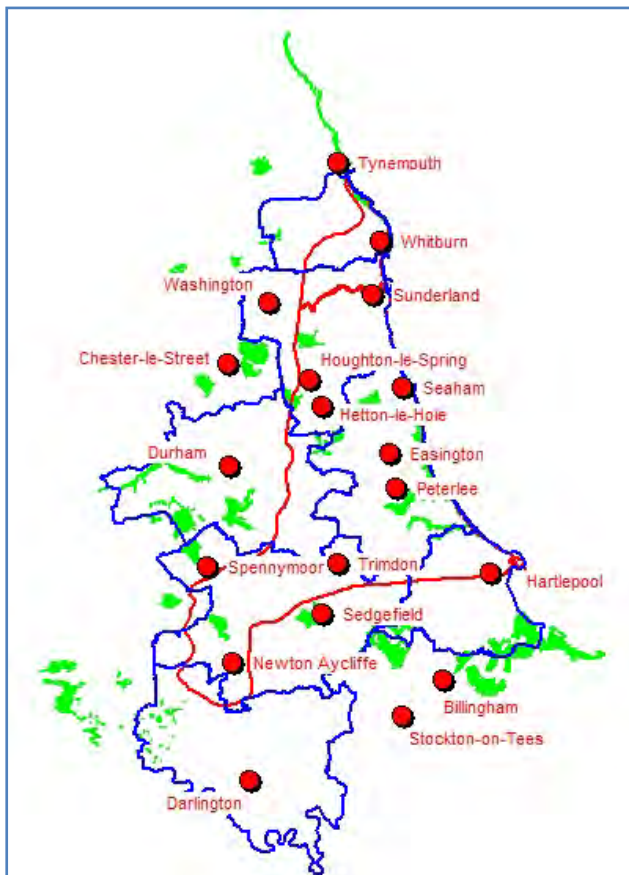 Tynemouth
Whitburn
Washington
Sunderland
Chester-le-Street
Houghton-le-Spring
Seaham
Hetton-le-Hole
Durham
Easington
Peterlee
Spennymoor
Trimdon
Hartlepool
Sedgefield
Newton Aycliffe
Billingham
Stockton-on-Tees
Darlington